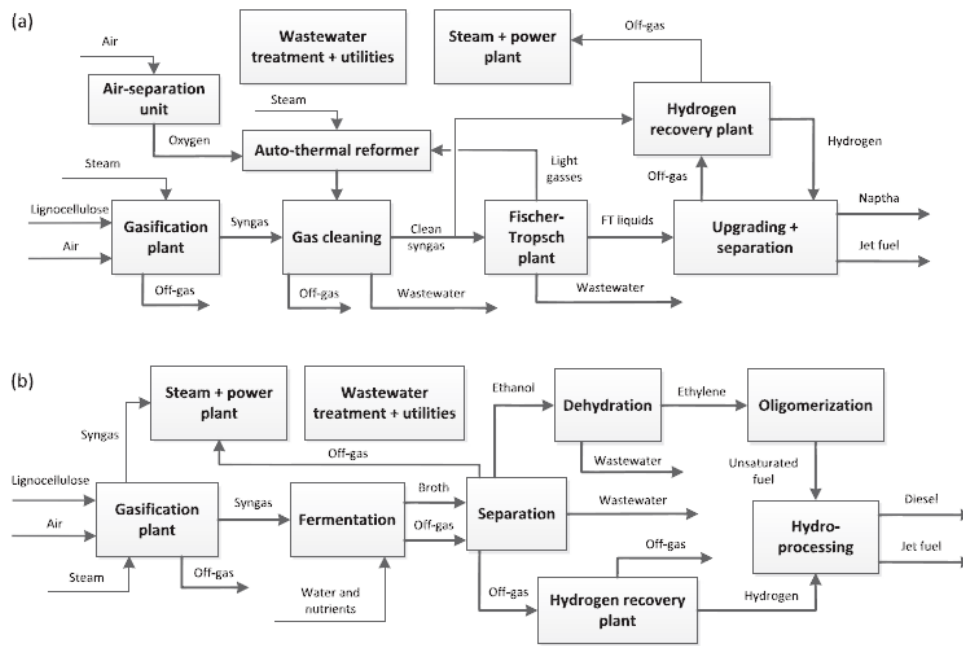 (a)
Air
Air-separation
unit
Wastewater
treatment + utilities
Steam + power
plant
Off-gas
Hydrogen
recovery plant
Steam
Oxygen
Auto-thermal reformer
Steam
Light
gasses
Off-gas
Hydrogen
Lignocellulose
Air
Gasification
plant
Syngas
Gas cleaning
Clean
syngas
Fischer-
Tropsch
plant
FT liquids
Upgrading +
separation
Naptha
Jet fuel
Off-gas
Off-gas
Wastewater
Wastewater
(b)
Steam + power
plant
Wastewater
treatment + utilities
Ethanol
Dehydration
Ethylene
Oligomerization
Syngas
Off-gas
Wastewater
Unsaturated
fuel
Lignocellulose
Air
Gasification
plant
Syngas
Fermentation
Broth
Off-gas
Separation
Wastewater
Hydro-
processing
Diesel
Jet fuel
Steam
Off-gas
Water and
nutrients
Off-gas
Off-gas
Hydrogen recovery
plant
Hydrogen